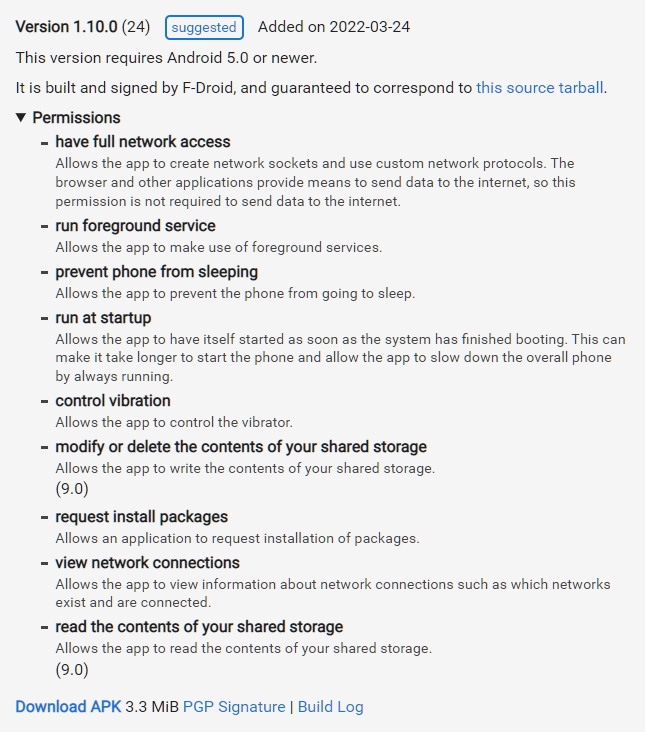 Version 1.10.0 (24) suggested Added on 2022-03-24
This version requires Android 5.0 or newer.
It is built and signed by F-Droid, and guaranteed to correspond to this source tarball.
▼ Permissions
- have full network access
Allows the app to create network sockets and use custom network protocols. The
browser and other applications provide means to send data to the internet, so this
permission is not required to send data to the internet.
- run foreground service
Allows the app to make use of foreground services.
- prevent phone from sleeping
Allows the app to prevent the phone from going to sleep.
- run at startup
Allows the app to have itself started as soon as the system has finished booting. This can
make it take longer to start the phone and allow the app to slow down the overall phone
by always running.
- control vibration
Allows the app to control the vibrator.
- modify or delete the contents of your shared storage
Allows the app to write the contents of your shared storage.
(9.0)
- request install packages
Allows an application to request installation of packages.
- view network connections
Allows the app to view information about network connections such as which networks
exist and are connected.
- read the contents of your shared storage
Allows the app to read the contents of your shared storage.
(9.0)
Download APK 3.3 MiB PGP Signature | Build Log